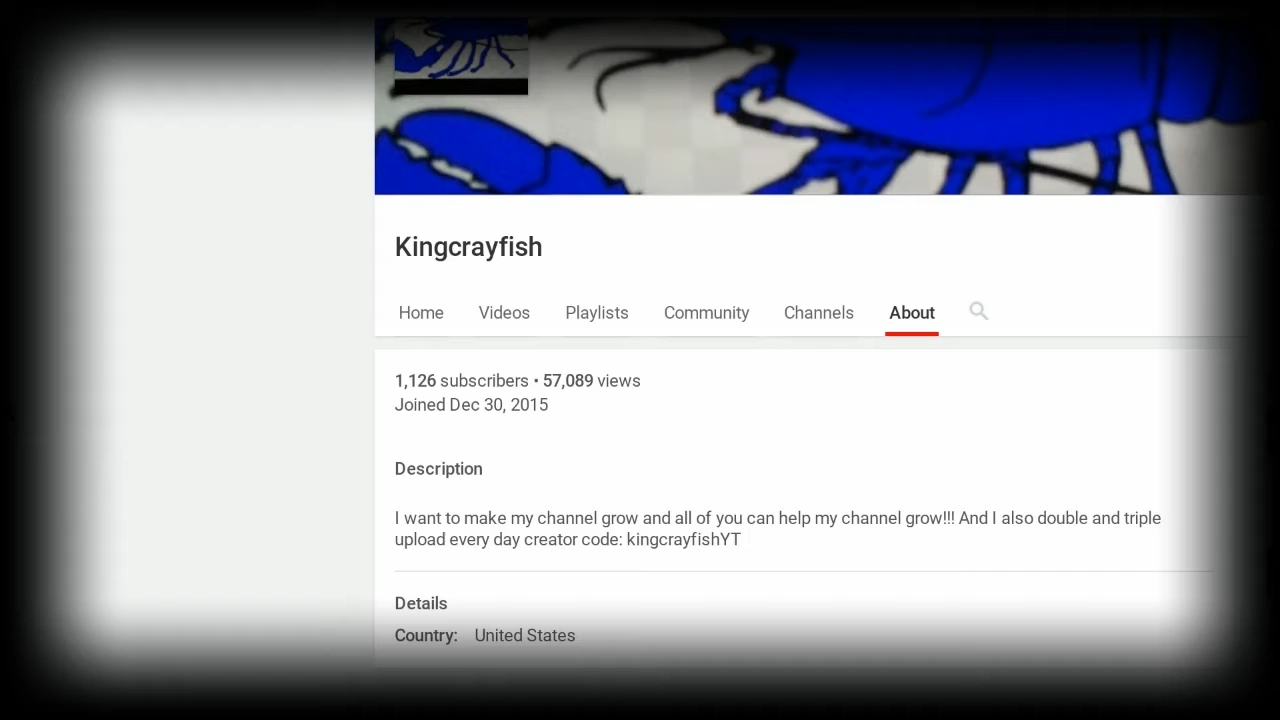 Kingcrayfish
Home Videos Playlists Community Channels About
1,126 subscribers • 57,089 views
Joined Dec 30, 2015
Description
I want to make my channel grow and all of you can help my channel grow!!! And I also double and triple
upload every day creator code: kingcrayfishYT
Details
Country: United States